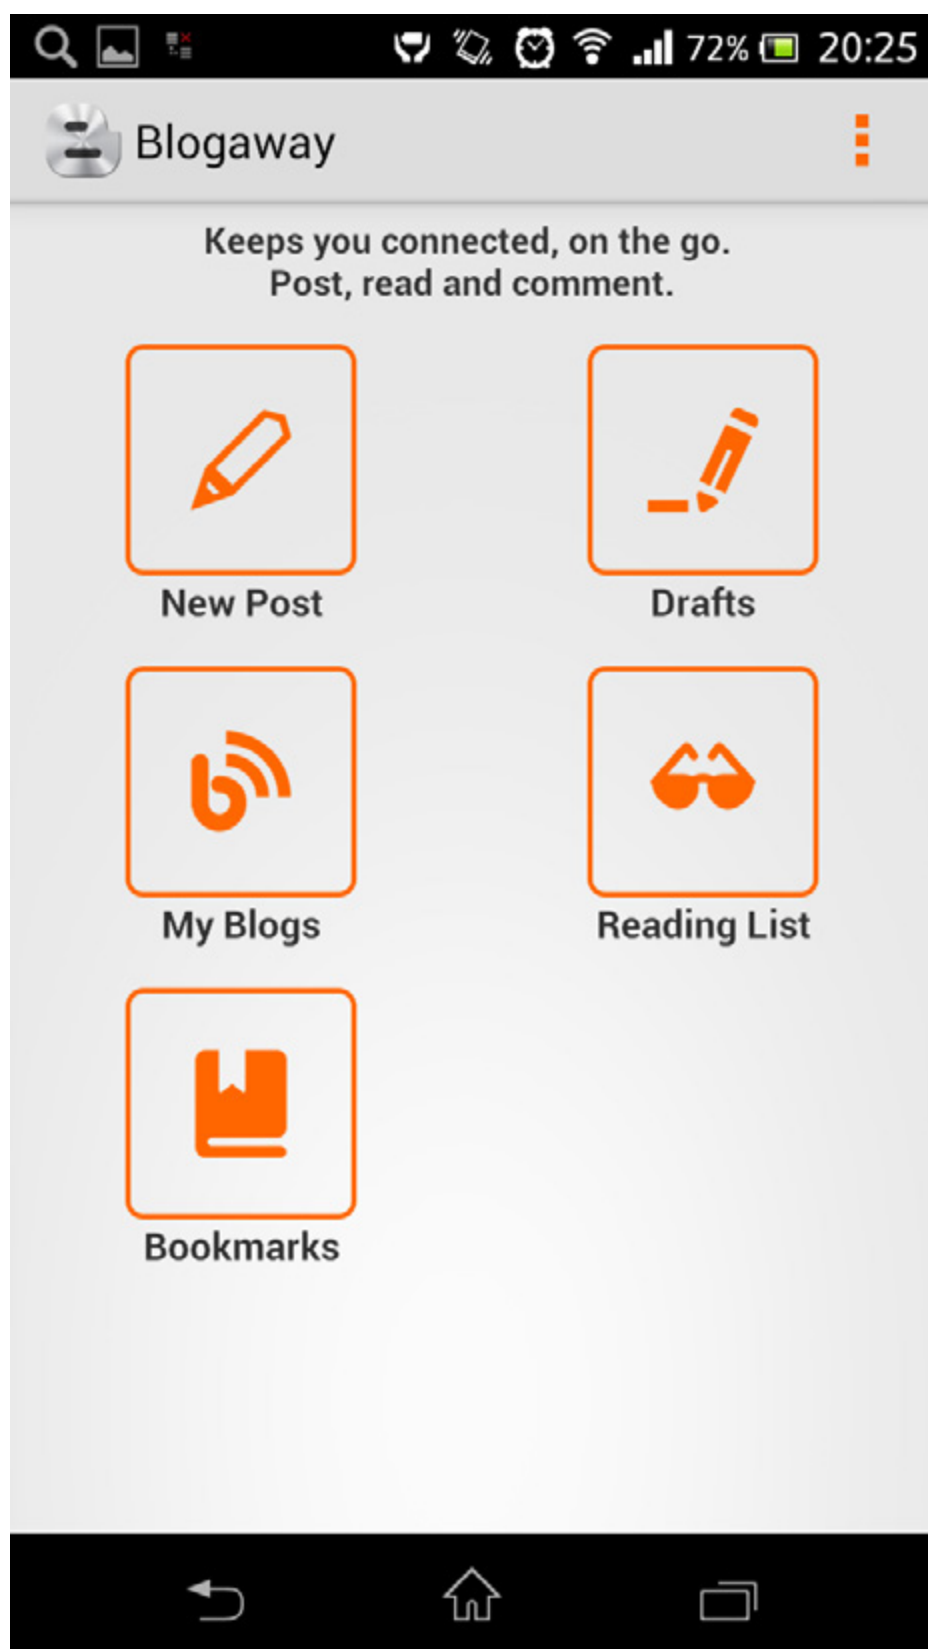 72% 20:25
Blogaway
Keeps you connected, on the go.
Post, read and comment.
New Post
Drafts
My Blogs
Reading List
Bookmarks